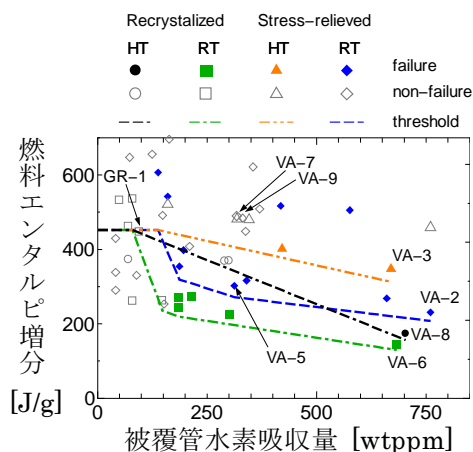 Recrystalized Stress-relieved
HT RT HT RT
failure
non-failure
threshold
燃料エンタルピ増分
[J/g]
600
400
200
0
0 250 500 750
被覆管水素吸収量 [wtppm]
GR-1
VA-7
VA-9
VA-3
VA-2
VA-8
VA-5
VA-6